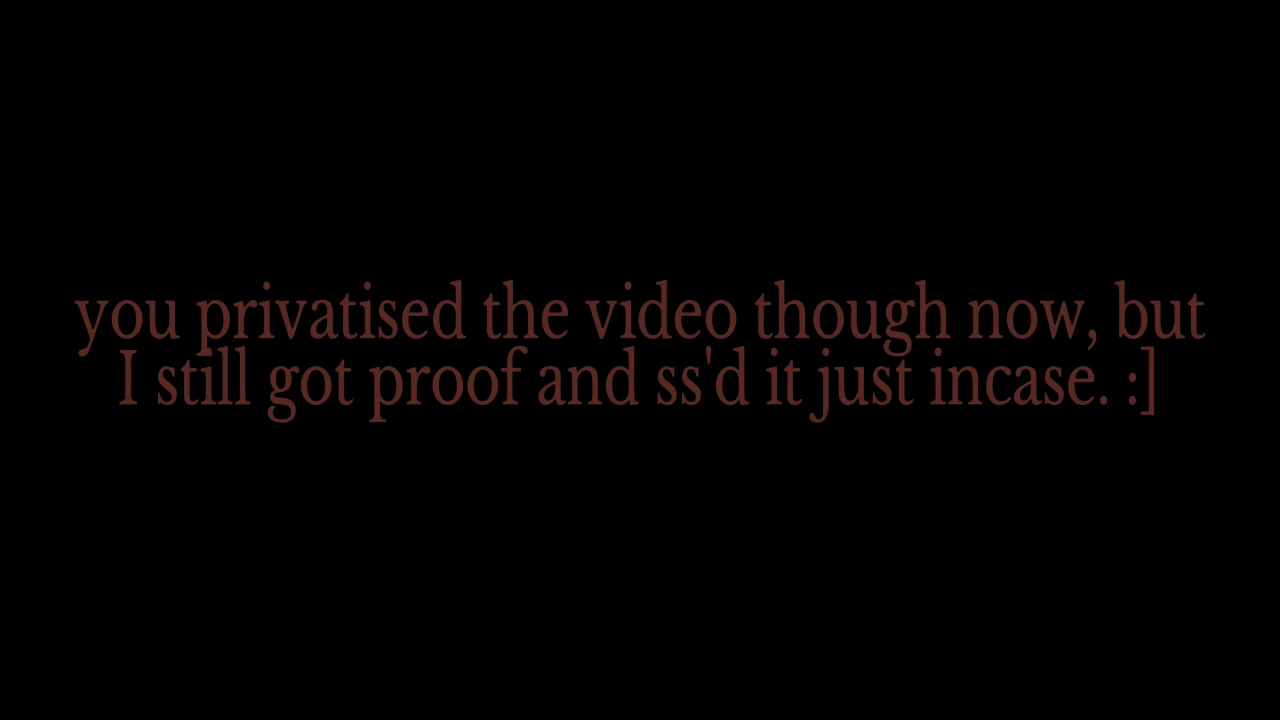 you privatised the video though now, but
I still got proof and ss'd it just incase. :]